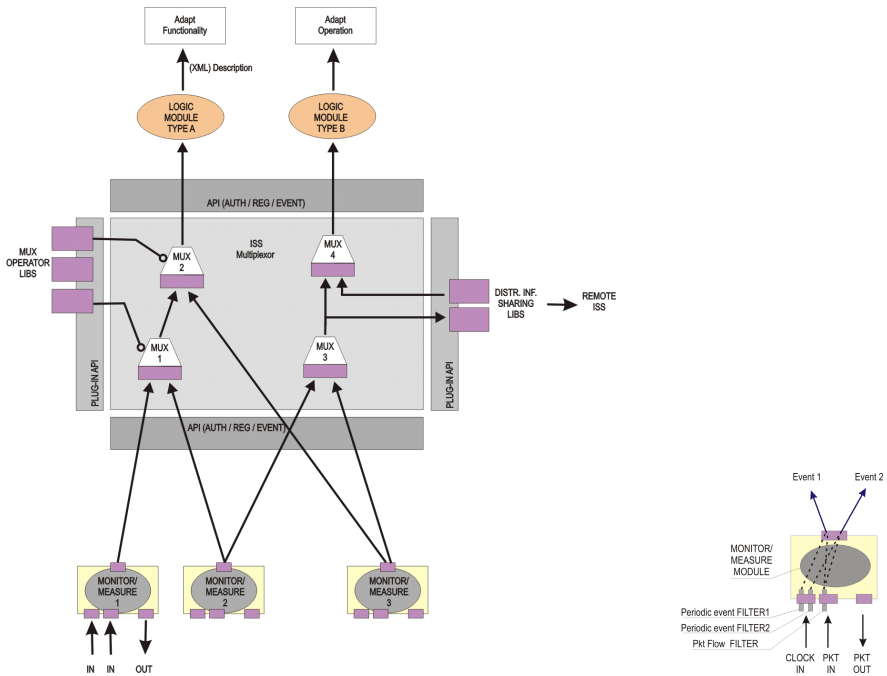 Adapt
Functionality
Adapt
Operation
(XML) Description
LOGIC
MODULE
TYPE A
LOGIC
MODULE
TYPE B
API (AUTH / REG / EVENT)
MUX
OPERATOR
LIBS
PLUG-IN API
MUX
2
ISS
Multiplexor
MUX
4
MUX
1
MUX
3
PLUG-IN API
DISTR. INF.
SHARING
LIBS
REMOTE
ISS
API (AUTH / REG / EVENT)
MONITOR/
MEASURE
1
MONITOR/
MEASURE
2
MONITOR/
MEASURE
3
IN
IN
OUT
Event 1
Event 2
MONITOR/
MEASURE
MODULE
Periodic event FILTER1
Periodic event FILTER2
Pkt Flow FILTER
CLOCK
IN
PKT
IN
PKT
OUT